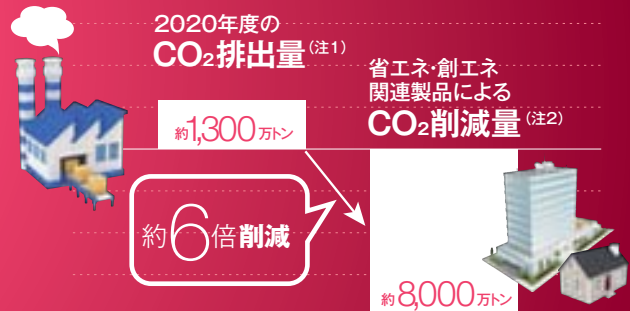 2020年度の
CO₂排出量(注1)
約1,300万トン
省エネ・創エネ
関連製品による
CO₂削減量(注2)
約6倍削減
約8,000万トン